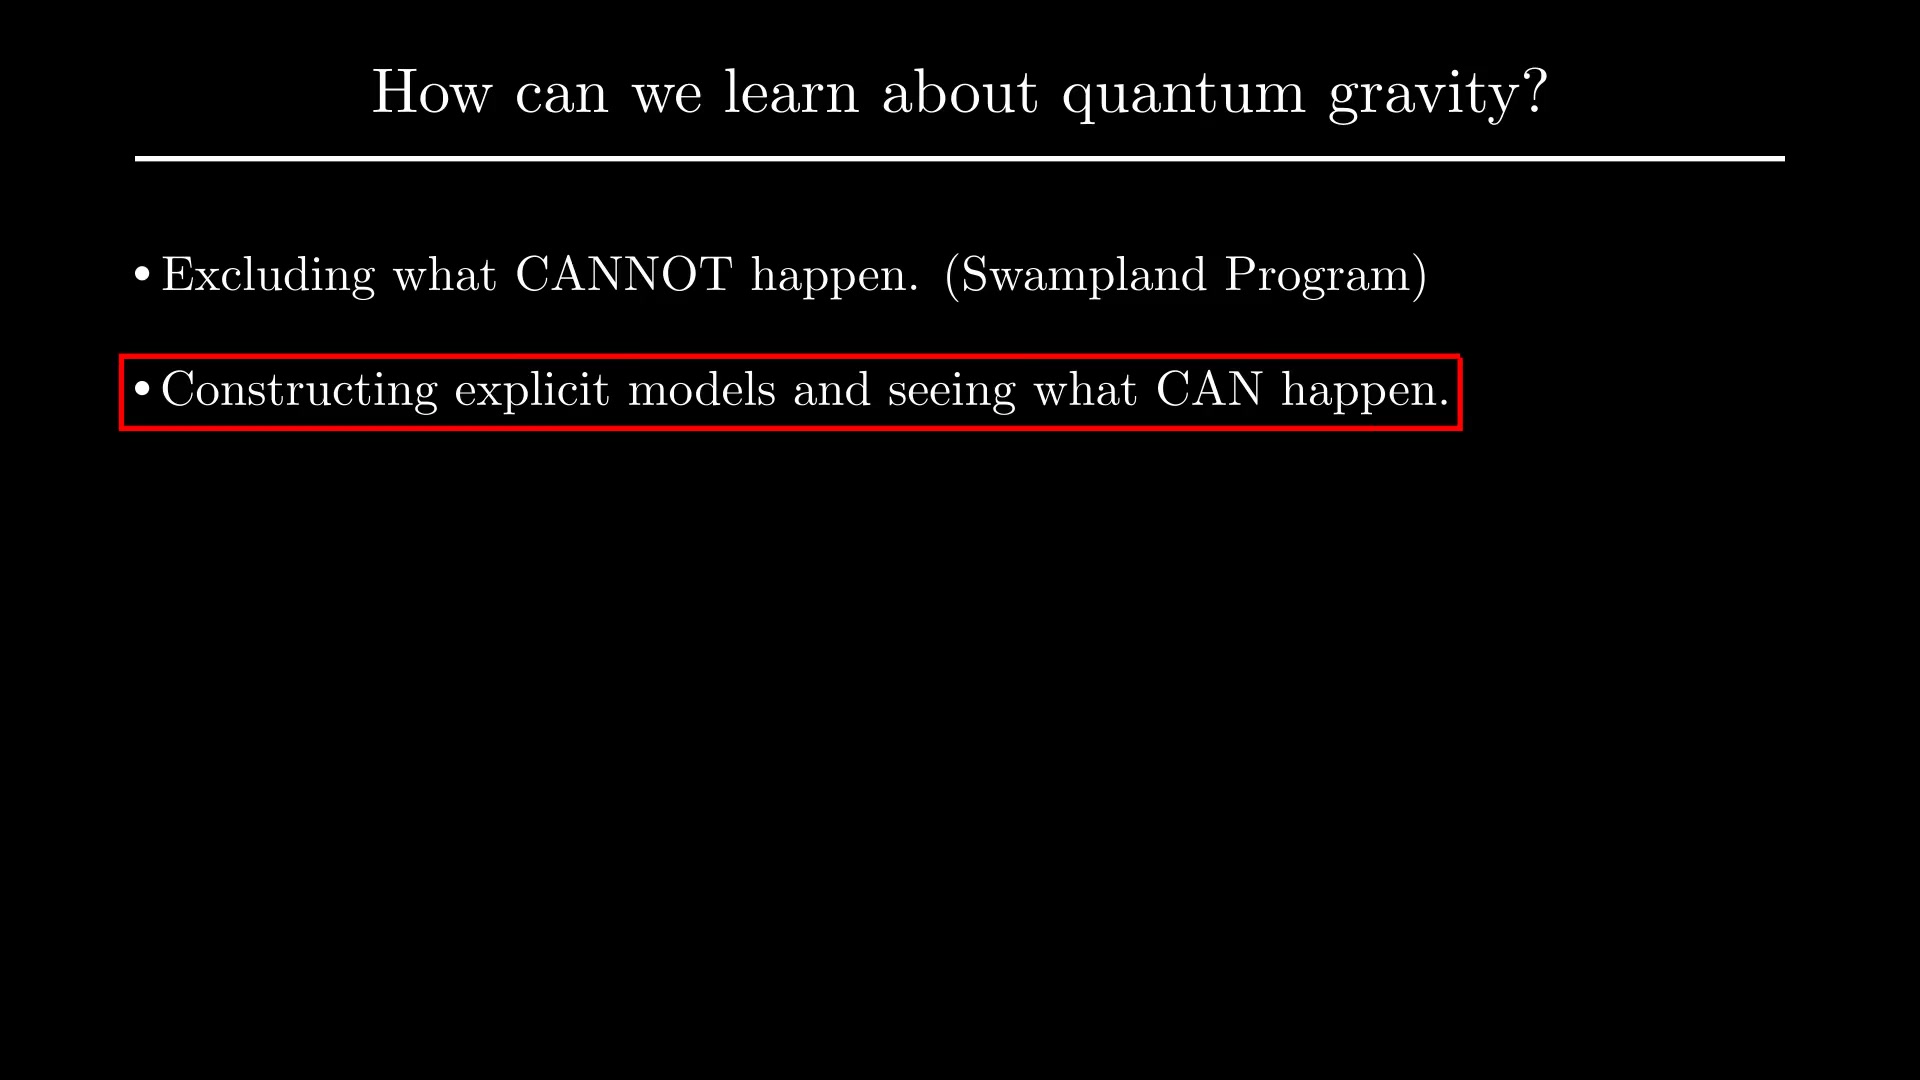 How can we learn about quantum gravity?
• Excluding what CANNOT happen. (Swampland Program)
• Constructing explicit models and seeing what CAN happen.